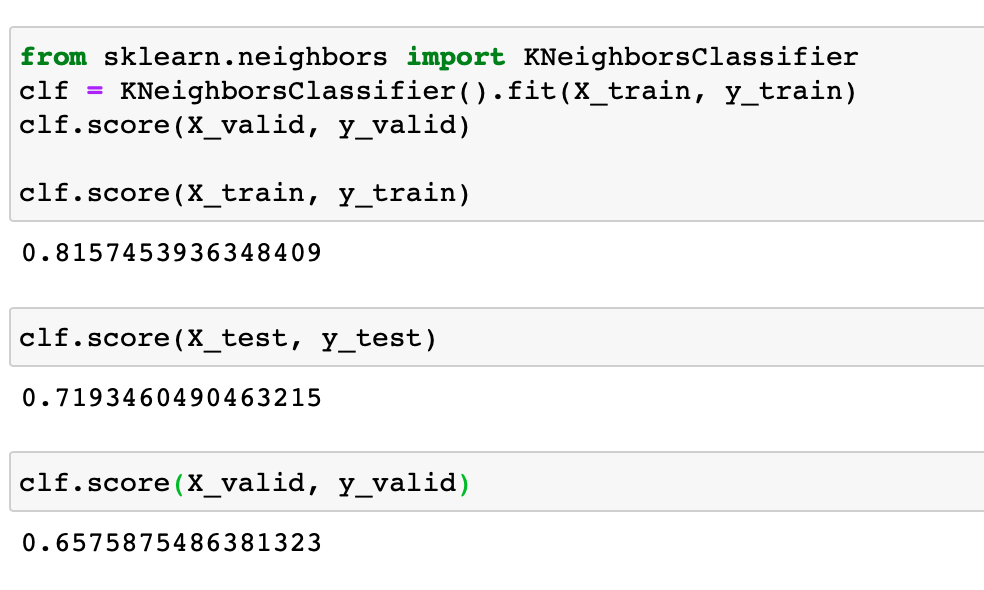 from sklearn.neighbors import KNeighborsClassifier
clf = KNeighborsClassifier().fit(X_train, y_train)
clf.score(X_valid, y_valid)
clf.score(X_train, y_train)
0.8157453936348409
clf.score(X_test, y_test)
0.7193460490463215
clf.score(X_valid, y_valid)
0.6575875486381323